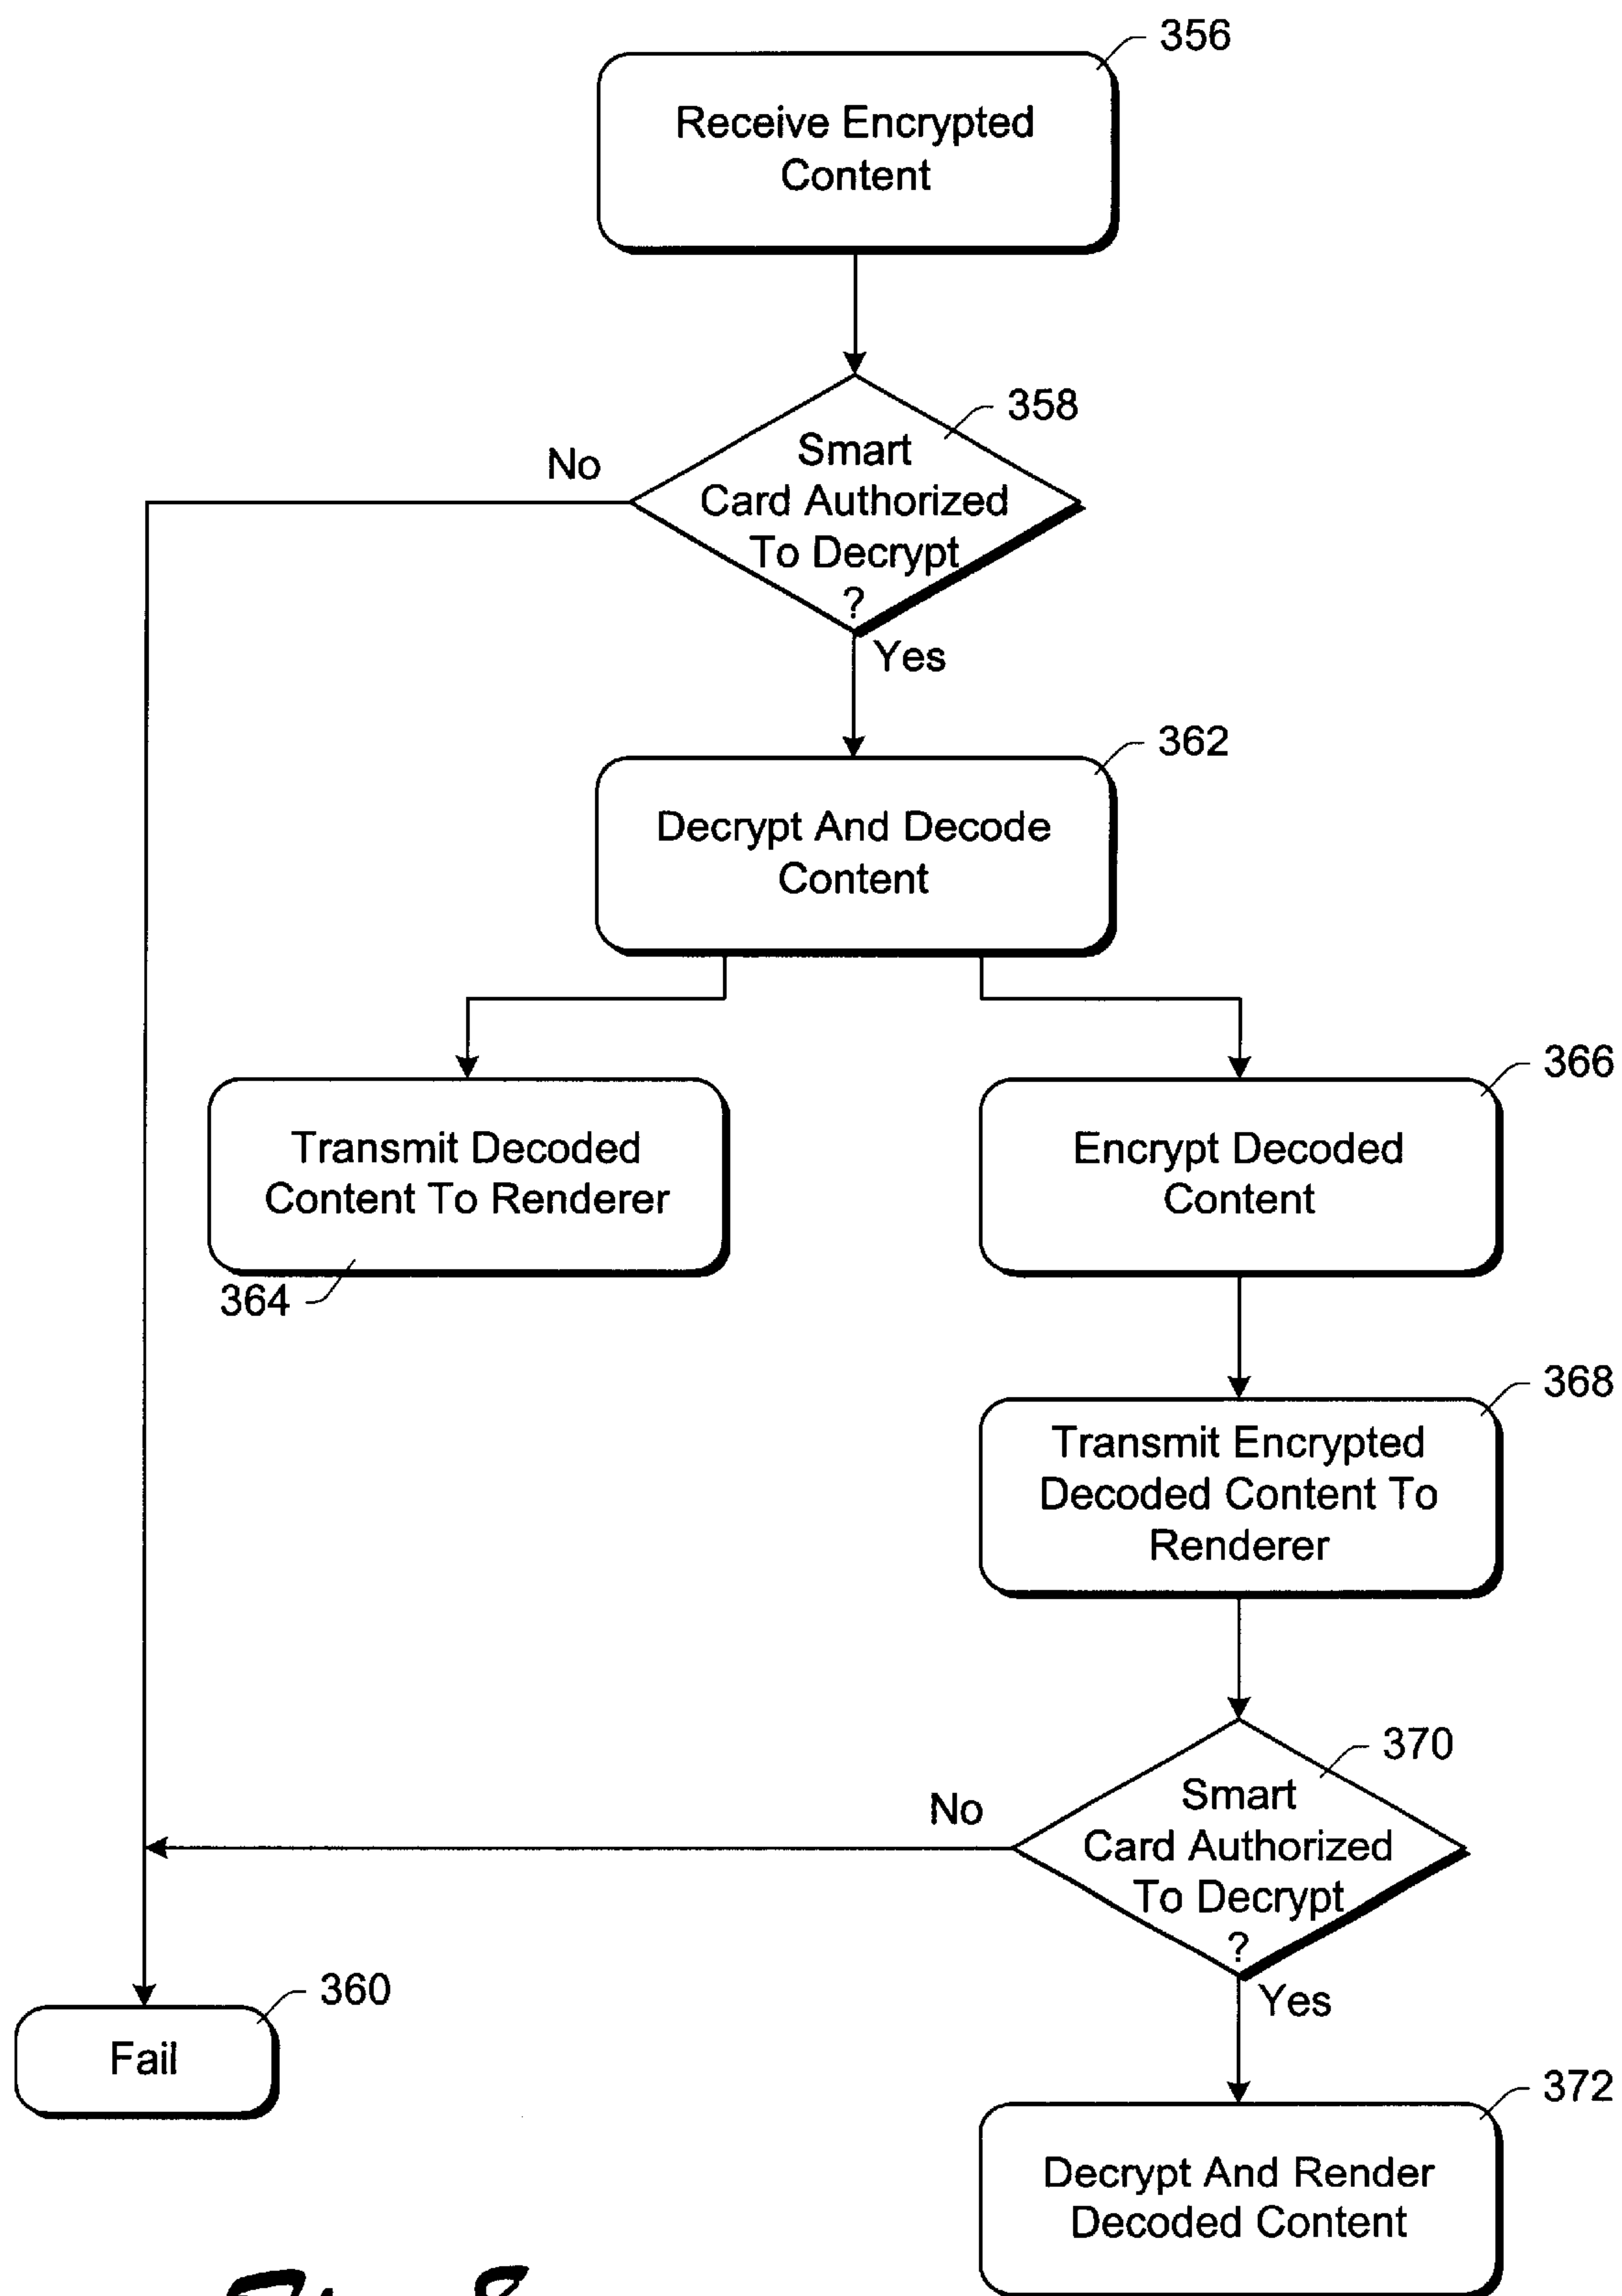 356
Receive Encrypted
Content
358
Smart
Card Authorized
To Decrypt
?
No
Yes
362
Decrypt And Decode
Content
Transmit Decoded
Content To Renderer
364
366
Encrypt Decoded
Content
368
Transmit Encrypted
Decoded Content To
Renderer
370
Smart
Card Authorized
To Decrypt
?
No
Yes
360
Fail
372
Decrypt And Render
Decoded Content